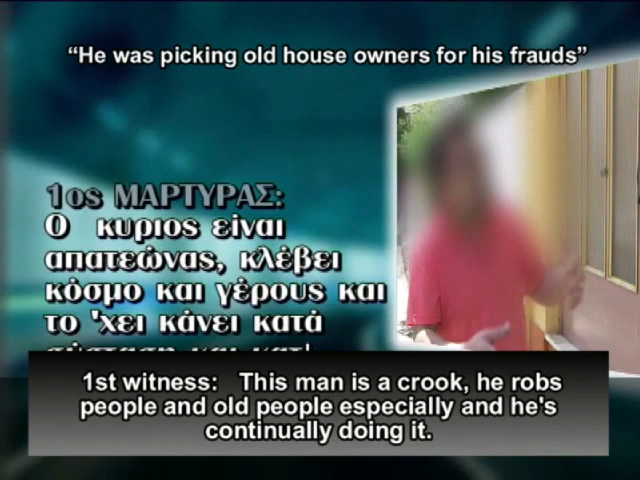 “He was picking old house owners for his frauds”
1ος ΜΑΡΤΥΡΑΣ:
Ο κυριος είναι
απατεώνας, κλέβει
κόσμο και γέρους και
το 'χει κάνει κατά
1st witness: This man is a crook, he robs
people and old people especially and he's
continually doing it.